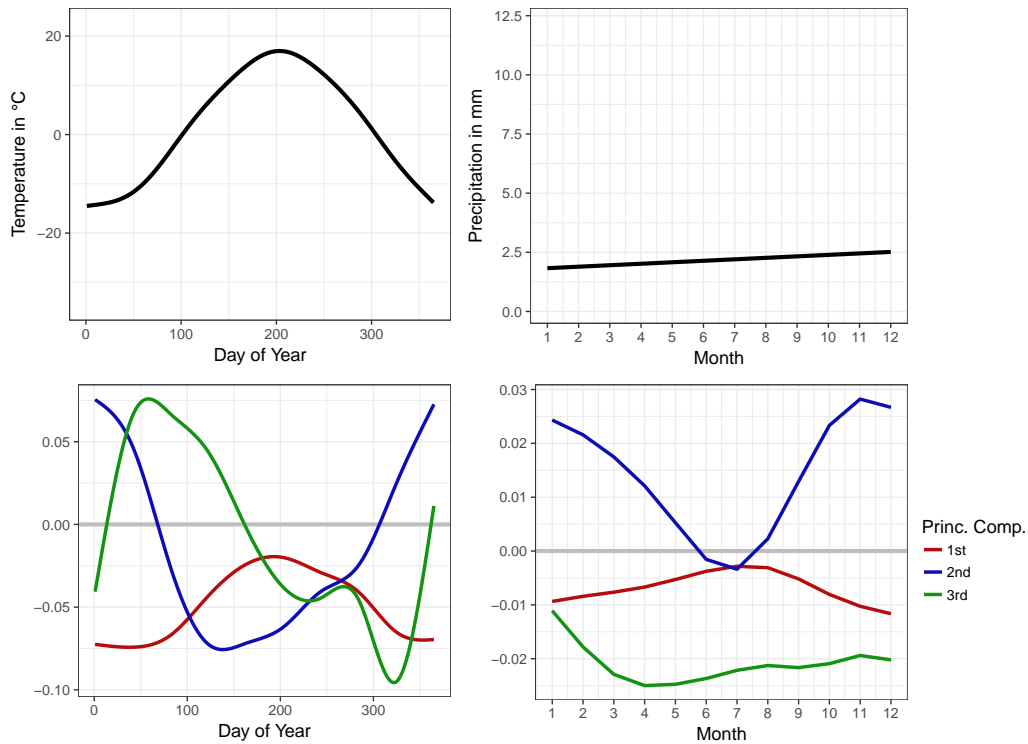 Temperature in °C
20
0
−20
0
100
200
300
Day of Year
Precipitation in mm
12.5
10.0
7.5
5.0
2.5
0.0
1 2 3 4 5 6 7 8 9 10 11 12
Month
0.05
0.00
−0.05
−0.10
0
100
200
300
Day of Year
0.03
0.02
0.01
0.00
−0.01
−0.02
1 2 3 4 5 6 7 8 9 10 11 12
Month
Princ. Comp.
1st
2nd
3rd